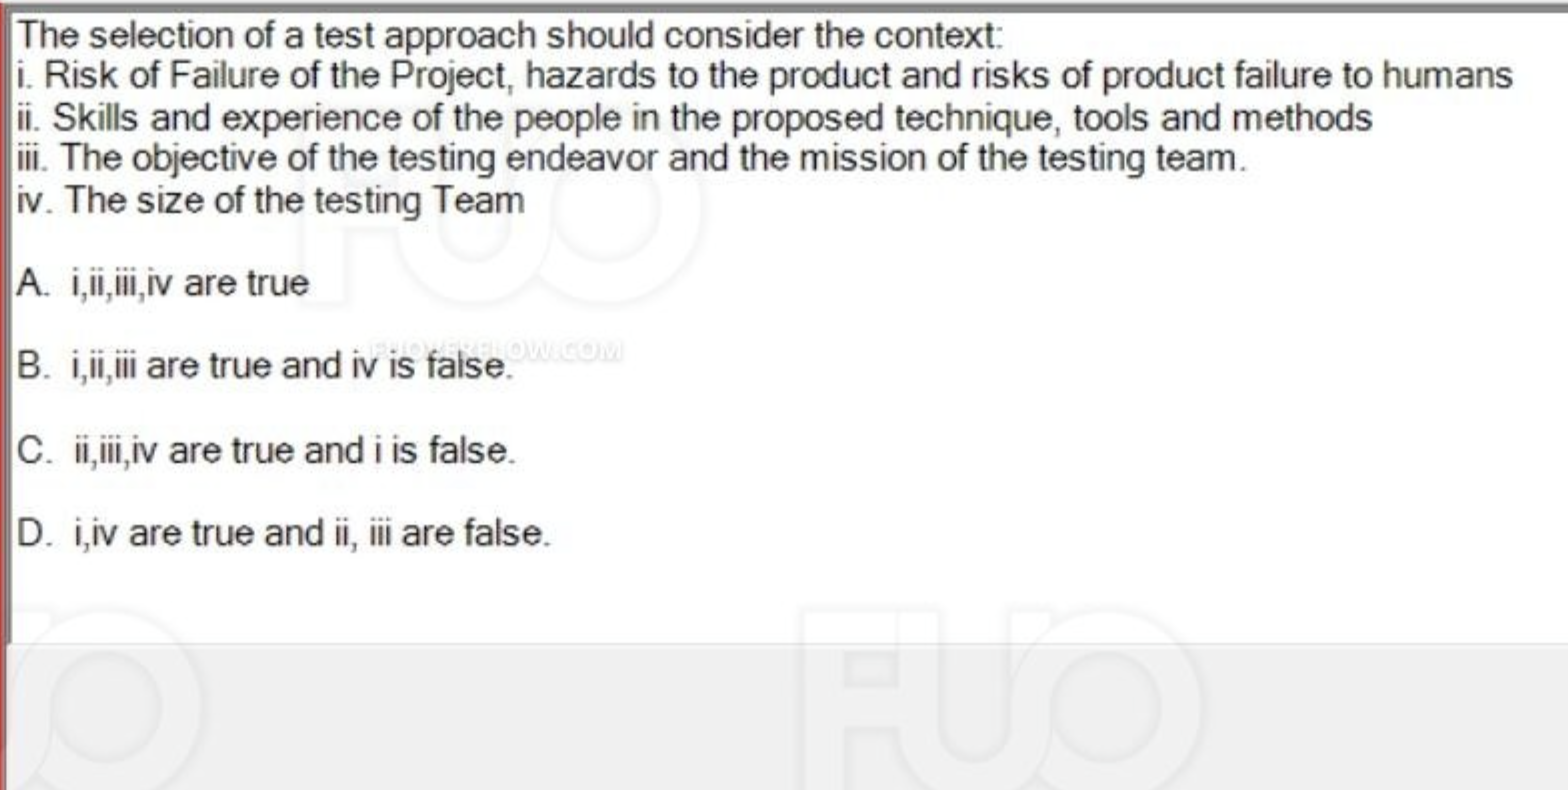 The selection of a test approach should consider the context:
i. Risk of Failure of the Project, hazards to the product and risks of product failure to humans
ii. Skills and experience of the people in the proposed technique, tools and methods
iii. The objective of the testing endeavor and the mission of the testing team.
iv. The size of the testing Team
FUO
A. i,ii,iii,iv are true
FUOVERFLOW.COM
B. i,ii,iii are true and iv is false.
C. ii,iii,iv are true and i is false.
D. i,iv are true and ii, iii are false.
FUO